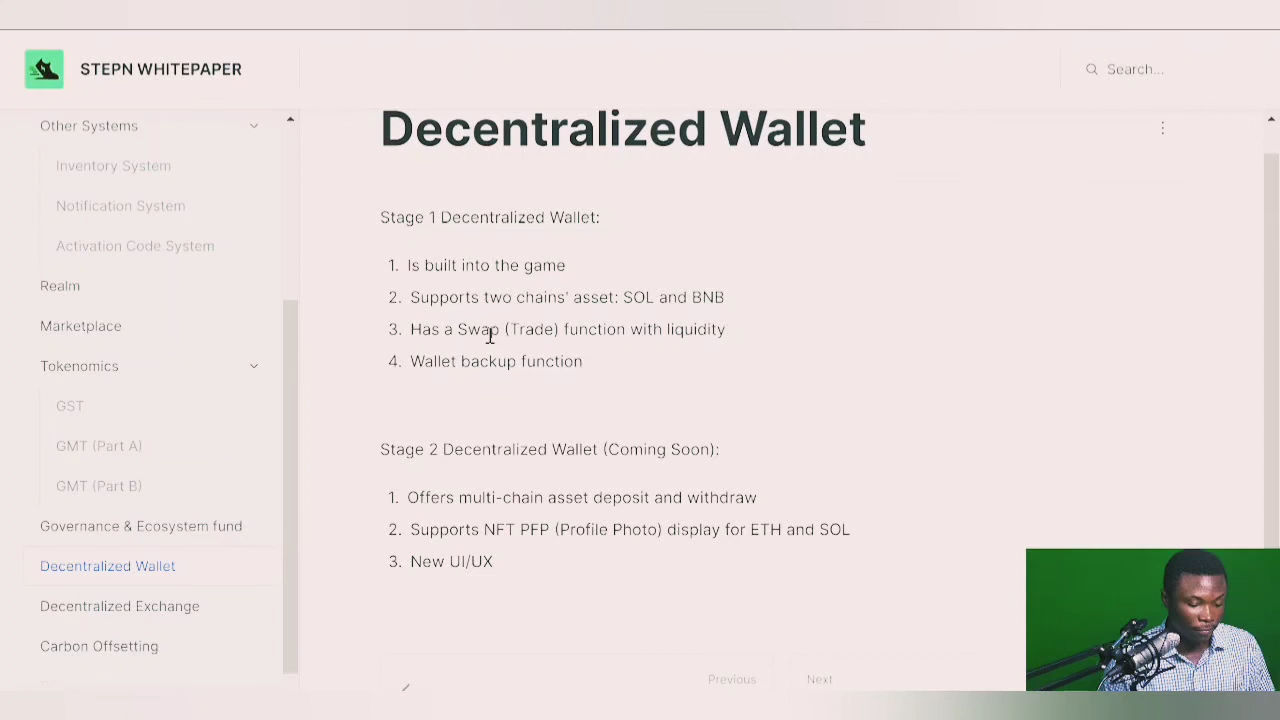 STEPN WHITEPAPER
Search...
Other Systems
Inventory System
Notification System
Activation Code System
Realm
Marketplace
Tokenomics
GST
GMT (Part A)
GMT (Part B)
Governance & Ecosystem fund
Decentralized Wallet
Decentralized Exchange
Carbon Offsetting
Decentralized Wallet
Stage 1 Decentralized Wallet:
1. Is built into the game
2. Supports two chains' asset: SOL and BNB
3. Has a Swap (Trade) function with liquidity
4. Wallet backup function
Stage 2 Decentralized Wallet (Coming Soon):
1. Offers multi-chain asset deposit and withdraw
2. Supports NFT PFP (Profile Photo) display for ETH and SOL
3. New UI/UX
Previous
Next